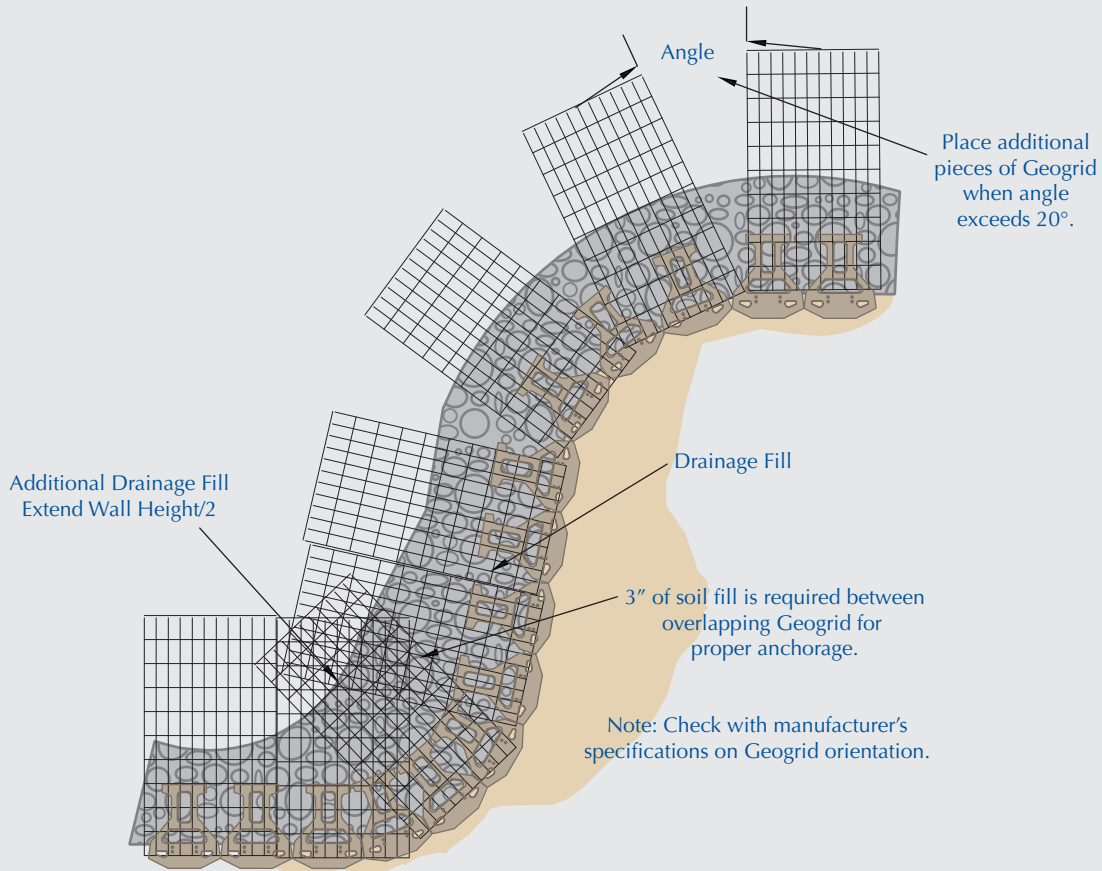 Angle
Place additional
pieces of Geogrid
when angle
exceeds 20°.
Drainage Fill
Additional Drainage Fill
Extend Wall Height/2
3” of soil fill is required between
overlapping Geogrid for
proper anchorage.
Note: Check with manufacturer’s
specifications on Geogrid orientation.